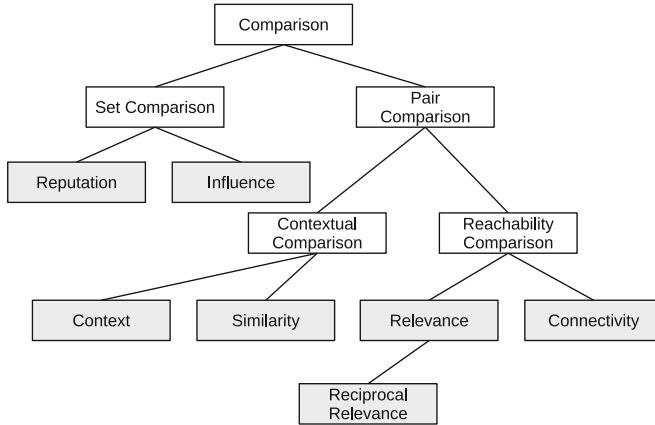 Comparison
Set Comparison
Pair
Comparison
Reputation
Influence
Contextual
Comparison
Reachability
Comparison
Context
Similarity
Relevance
Connectivity
Reciprocal
Relevance